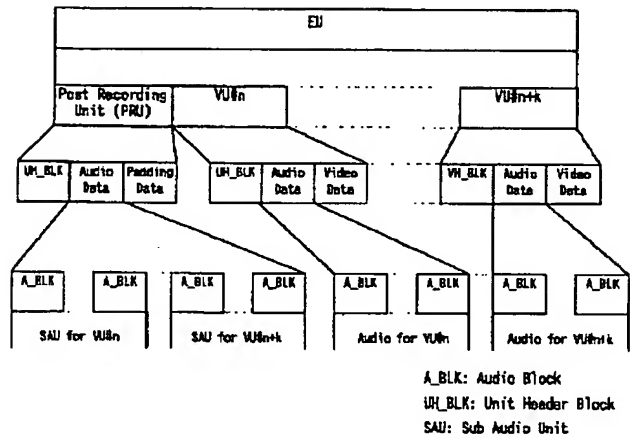 EU
Post Recording
Unit (PRU)
VU#n
VU#n+k
UH_BLK
Audio
Data
Padding
Data
UH_BLK
Audio
Data
Video
Data
VH_BLK
Audio
Data
Video
Data
A_BLK
A_BLK
A_BLK
A_BLK
A_BLK
A_BLK
A_BLK
A_BLK
SAU for VU#n
SAU for VU#n+k
Audio for VU#n
Audio for VU#n+k
A_BLK: Audio Block
UH_BLK: Unit Header Block
SAU: Sub Audio Unit